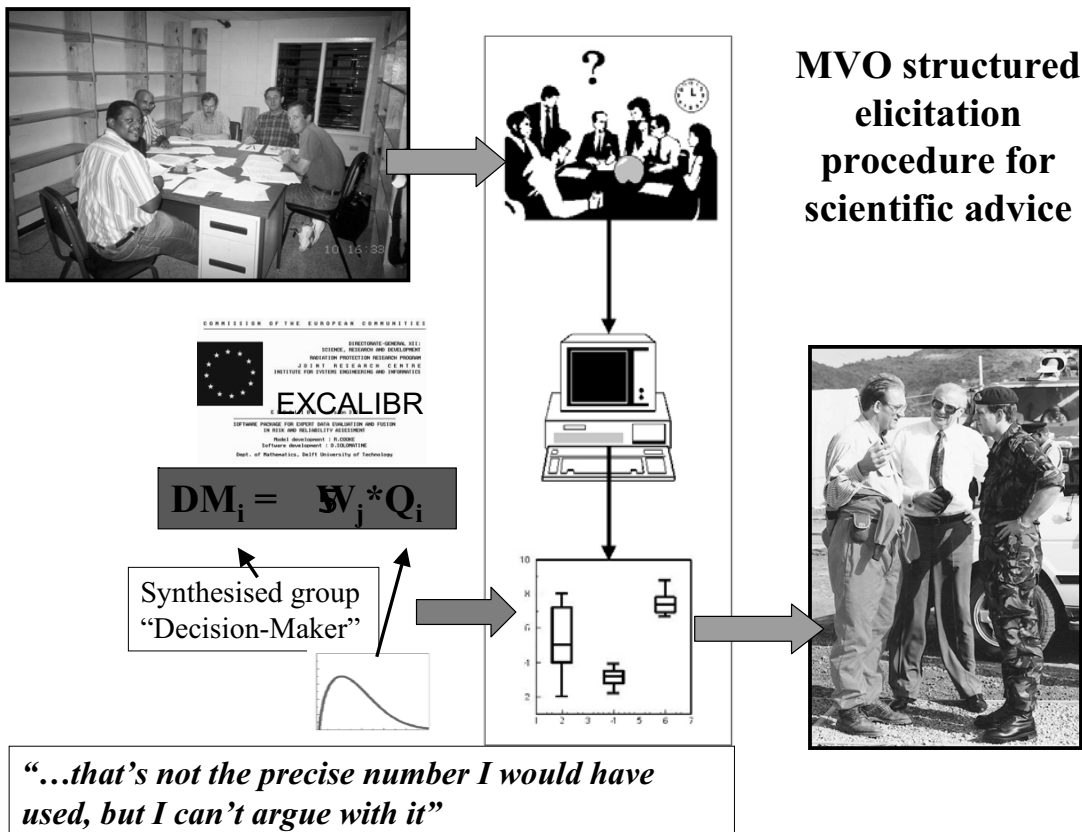 MVO structured
elicitation
procedure for
scientific advice
?
10 16:33
COMMISSION OF THE EUROPEAN COMMUNITIES
DIRECTORATE-GENERAL XII:
SCIENCE, RESEARCH AND DEVELOPMENT
RADIATION PROTECTION RESEARCH PROGRAM
JOINT RESEARCH CENTRE
INSTITUTE FOR SYSTEMS ENGINEERING AND INFORMATICS
EXCALIBR
SOFTWARE PACKAGE FOR EXPERT DATA EVALUATION AND FUSION
IN RISK AND RELIABILITY ASSESSMENT
Model development : R.COOKE
Software development : D.SOLOMATINE
Dept. of Mathematics, Delft University of Technology
DMi = Wj*Qi
Synthesised group
“Decision-Maker”
10
8
6
4
2
1 2 3 4 5 6 7
“…that’s not the precise number I would have
used, but I can’t argue with it”